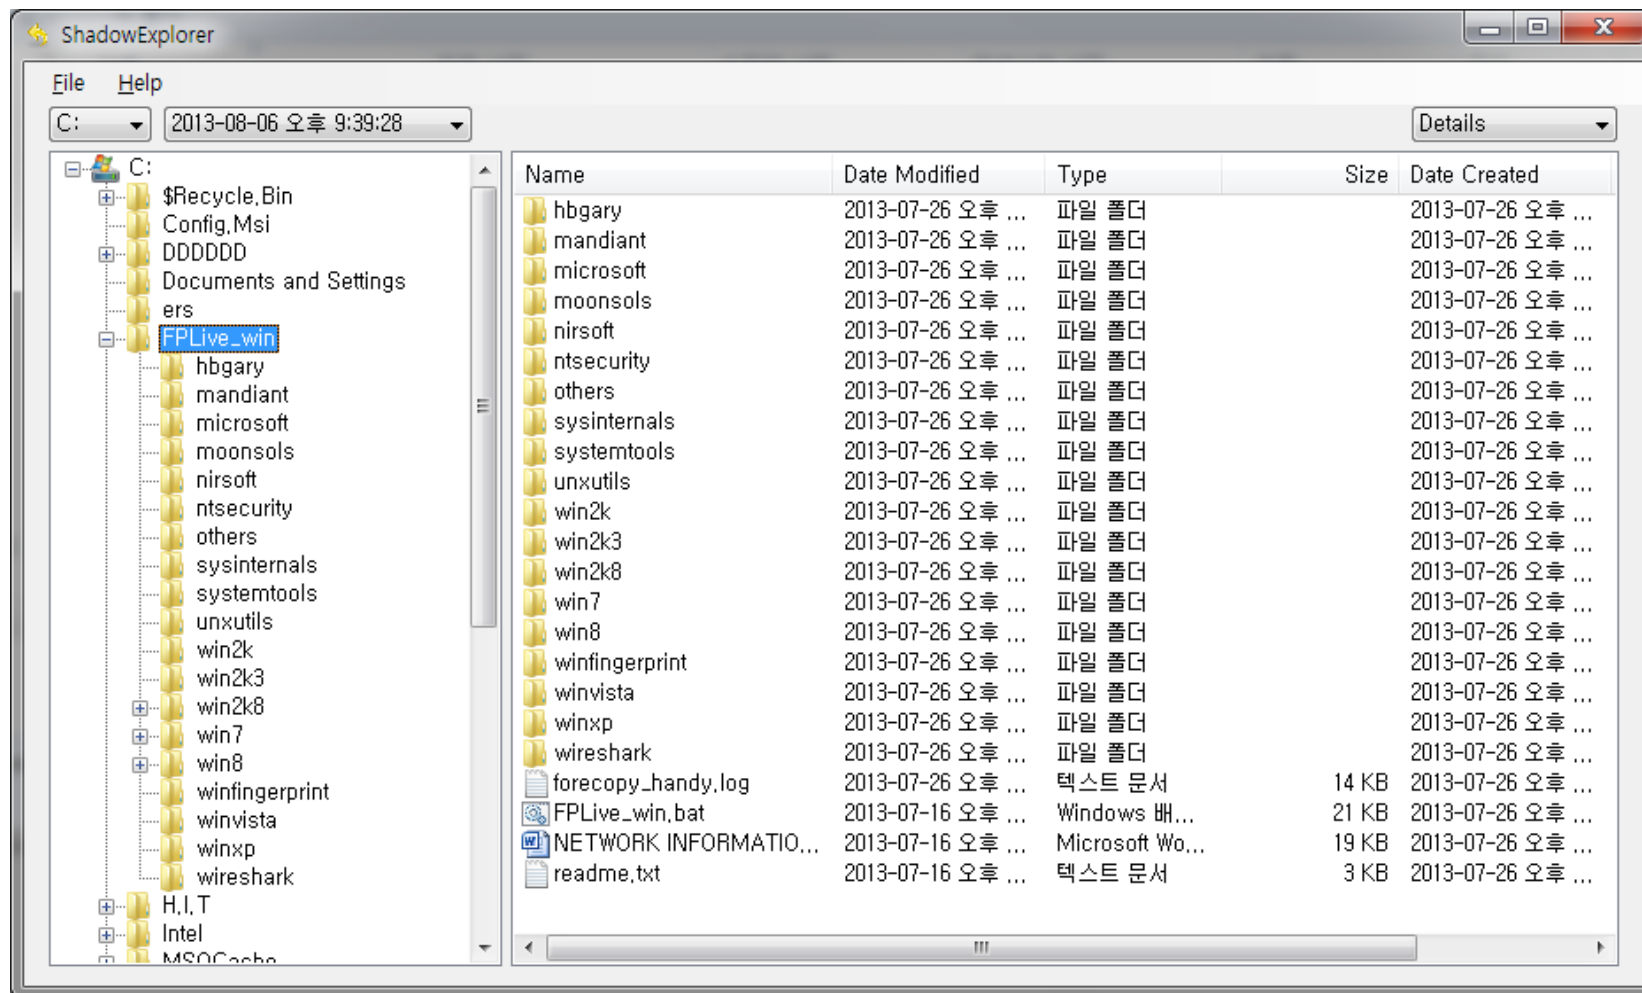 ShadowExplorer
File Help
C: 2013-08-06 오후 9:39:28 Details
C:
$Recycle.Bin
Config.Msi
DDDDDD
Documents and Settings
ers
FPLive_win
hbgary
mandiant
microsoft
moonsols
nirsoft
ntsecurity
others
sysinternals
systemtools
unxutils
win2k
win2k3
win2k8
win7
win8
winfingerprint
winvista
winxp
wireshark
H.I.T
Intel
MSOCache
Name Date Modified Type Size Date Created
hbgary 2013-07-26 오후 ... 파일 폴더 2013-07-26 오후 ...
mandiant 2013-07-26 오후 ... 파일 폴더 2013-07-26 오후 ...
microsoft 2013-07-26 오후 ... 파일 폴더 2013-07-26 오후 ...
moonsols 2013-07-26 오후 ... 파일 폴더 2013-07-26 오후 ...
nirsoft 2013-07-26 오후 ... 파일 폴더 2013-07-26 오후 ...
ntsecurity 2013-07-26 오후 ... 파일 폴더 2013-07-26 오후 ...
others 2013-07-26 오후 ... 파일 폴더 2013-07-26 오후 ...
sysinternals 2013-07-26 오후 ... 파일 폴더 2013-07-26 오후 ...
systemtools 2013-07-26 오후 ... 파일 폴더 2013-07-26 오후 ...
unxutils 2013-07-26 오후 ... 파일 폴더 2013-07-26 오후 ...
win2k 2013-07-26 오후 ... 파일 폴더 2013-07-26 오후 ...
win2k3 2013-07-26 오후 ... 파일 폴더 2013-07-26 오후 ...
win2k8 2013-07-26 오후 ... 파일 폴더 2013-07-26 오후 ...
win7 2013-07-26 오후 ... 파일 폴더 2013-07-26 오후 ...
win8 2013-07-26 오후 ... 파일 폴더 2013-07-26 오후 ...
winfingerprint 2013-07-26 오후 ... 파일 폴더 2013-07-26 오후 ...
winvista 2013-07-26 오후 ... 파일 폴더 2013-07-26 오후 ...
winxp 2013-07-26 오후 ... 파일 폴더 2013-07-26 오후 ...
wireshark 2013-07-26 오후 ... 파일 폴더 2013-07-26 오후 ...
forecopy_handy.log 2013-07-26 오후 ... 텍스트 문서 14 KB 2013-07-26 오후 ...
FPLive_win.bat 2013-07-16 오후 ... Windows 배... 21 KB 2013-07-26 오후 ...
NETWORK INFORMATIO... 2013-07-16 오후 ... Microsoft Wo... 19 KB 2013-07-26 오후 ...
readme.txt 2013-07-16 오후 ... 텍스트 문서 3 KB 2013-07-26 오후 ...